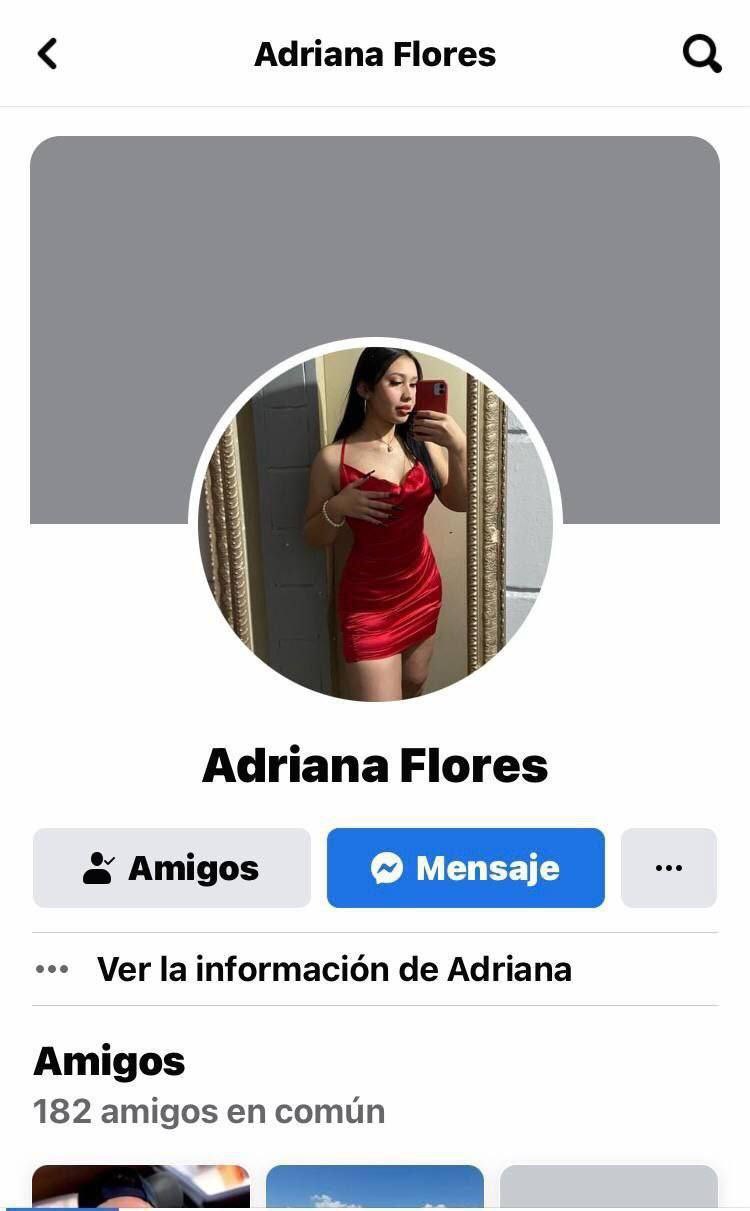 Adriana Flores
Adriana Flores
Amigos
Mensaje
Ver la información de Adriana
Amigos
182 amigos en común